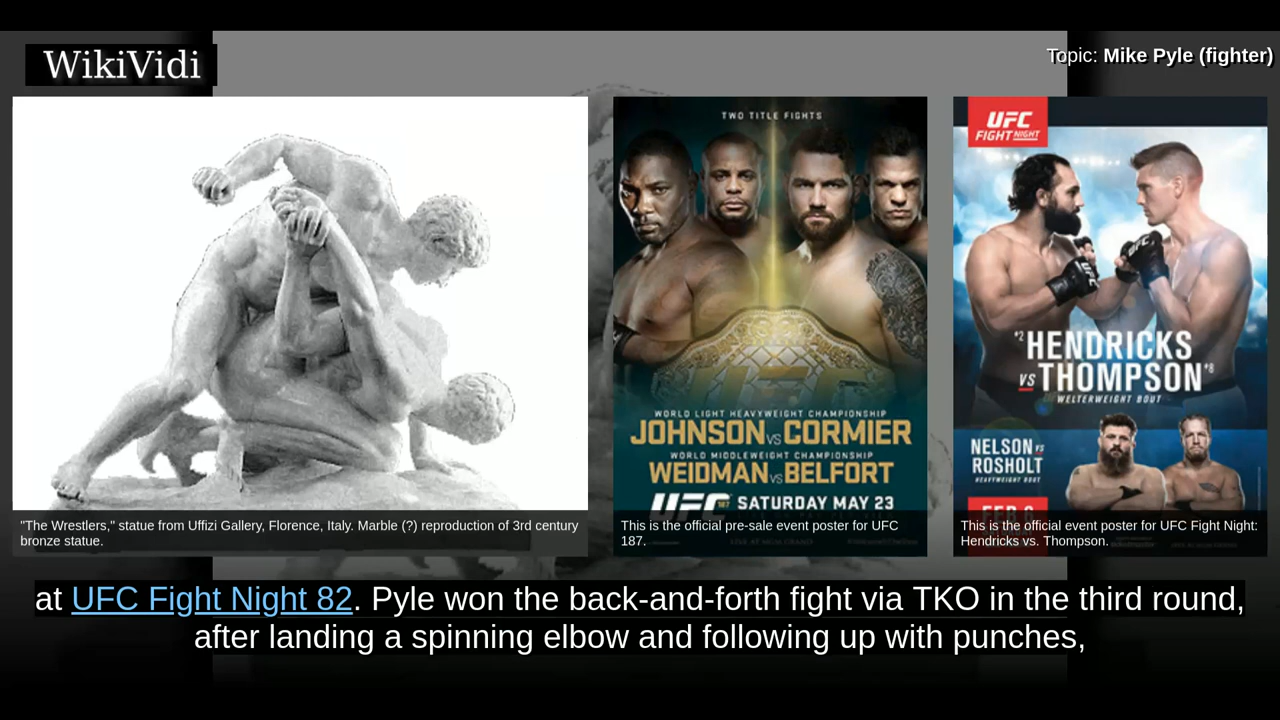 WikiVidi
Topic: Mike Pyle (fighter)
TWO TITLE FIGHTS
WORLD LIGHT HEAVYWEIGHT CHAMPIONSHIP
JOHNSON VS CORMIER
WORLD MIDDLEWEIGHT CHAMPIONSHIP
WEIDMAN VS BELFORT
UFC 187 SATURDAY MAY 23
UFC
FIGHT NIGHT
#2 HENDRICKS
VS THOMPSON #8
WELTERWEIGHT BOUT
NELSON VS
ROSHOLT
HEAVYWEIGHT BOUT
"The Wrestlers," statue from Uffizi Gallery, Florence, Italy. Marble (?) reproduction of 3rd century
bronze statue.
This is the official pre-sale event poster for UFC
187.
This is the official event poster for UFC Fight Night:
Hendricks vs. Thompson.
at UFC Fight Night 82. Pyle won the back-and-forth fight via TKO in the third round,
after landing a spinning elbow and following up with punches,